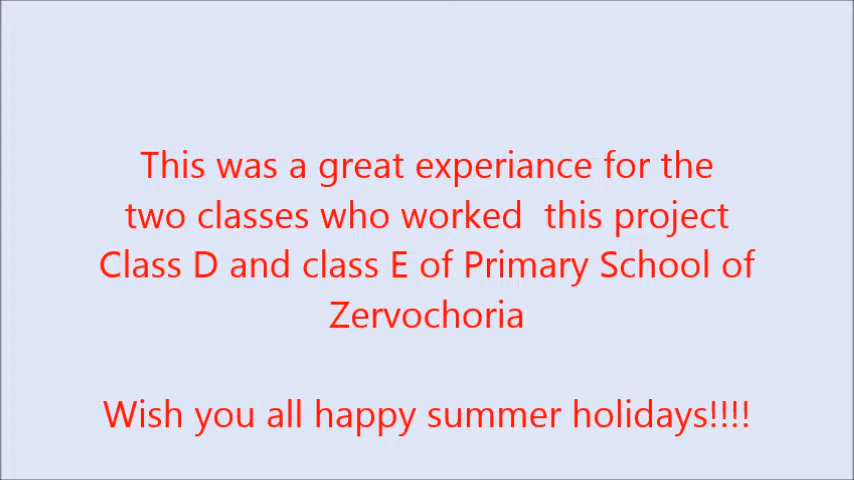 This was a great experiance for the
two classes who worked  this project
Class D and class E of Primary School of
Zervochoria
Wish you all happy summer holidays!!!!